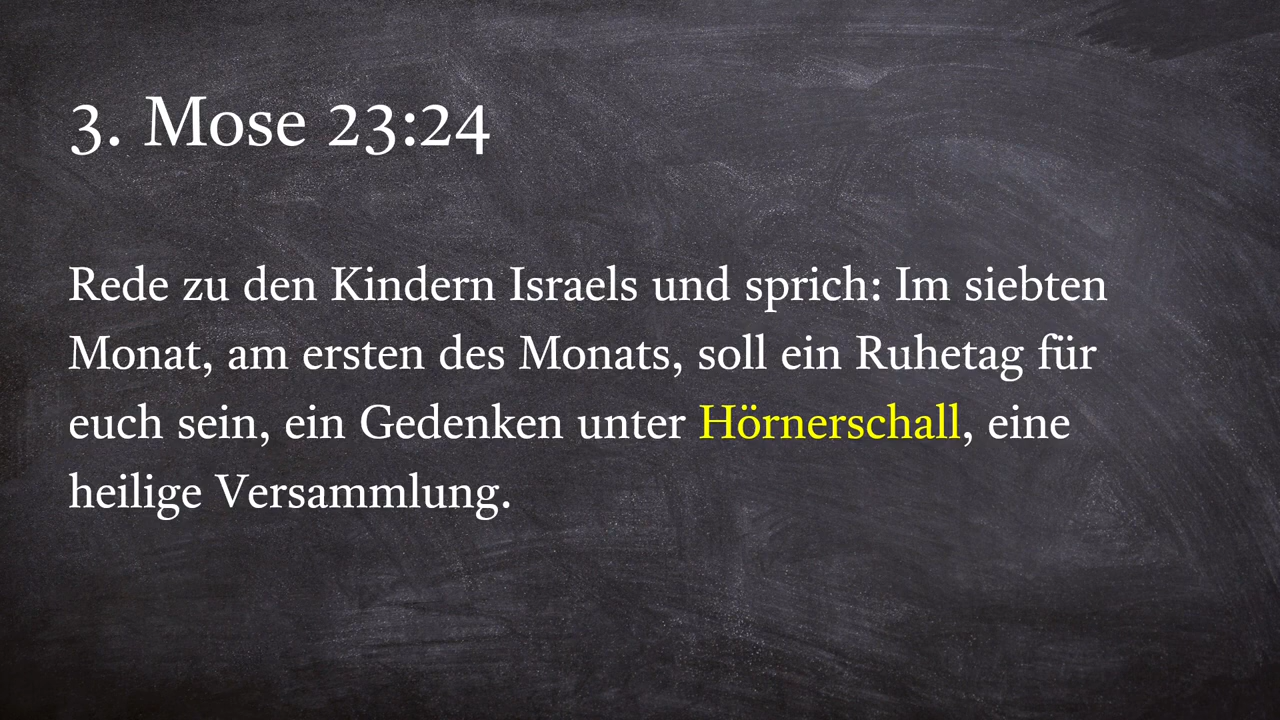 3. Mose 23:24
Rede zu den Kindern Israels und sprich: Im siebten
Monat, am ersten des Monats, soll ein Ruhetag für
euch sein, ein Gedenken unter Hörnerschall, eine
heilige Versammlung.